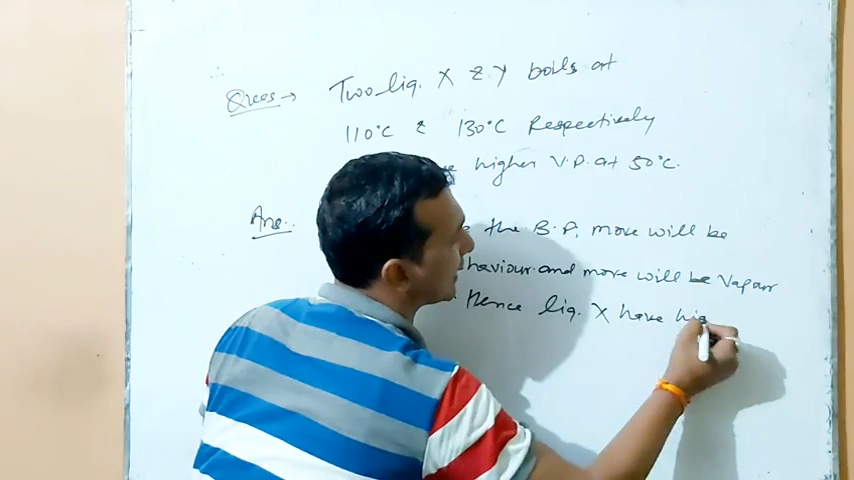 Ques → Two liq. X & Y boils at
110°C & 130°C Respectively
higher V.P. at 50°C.
Ans. the B.P, more will be
haviour and more will be vapour
Hence liq. X have hig